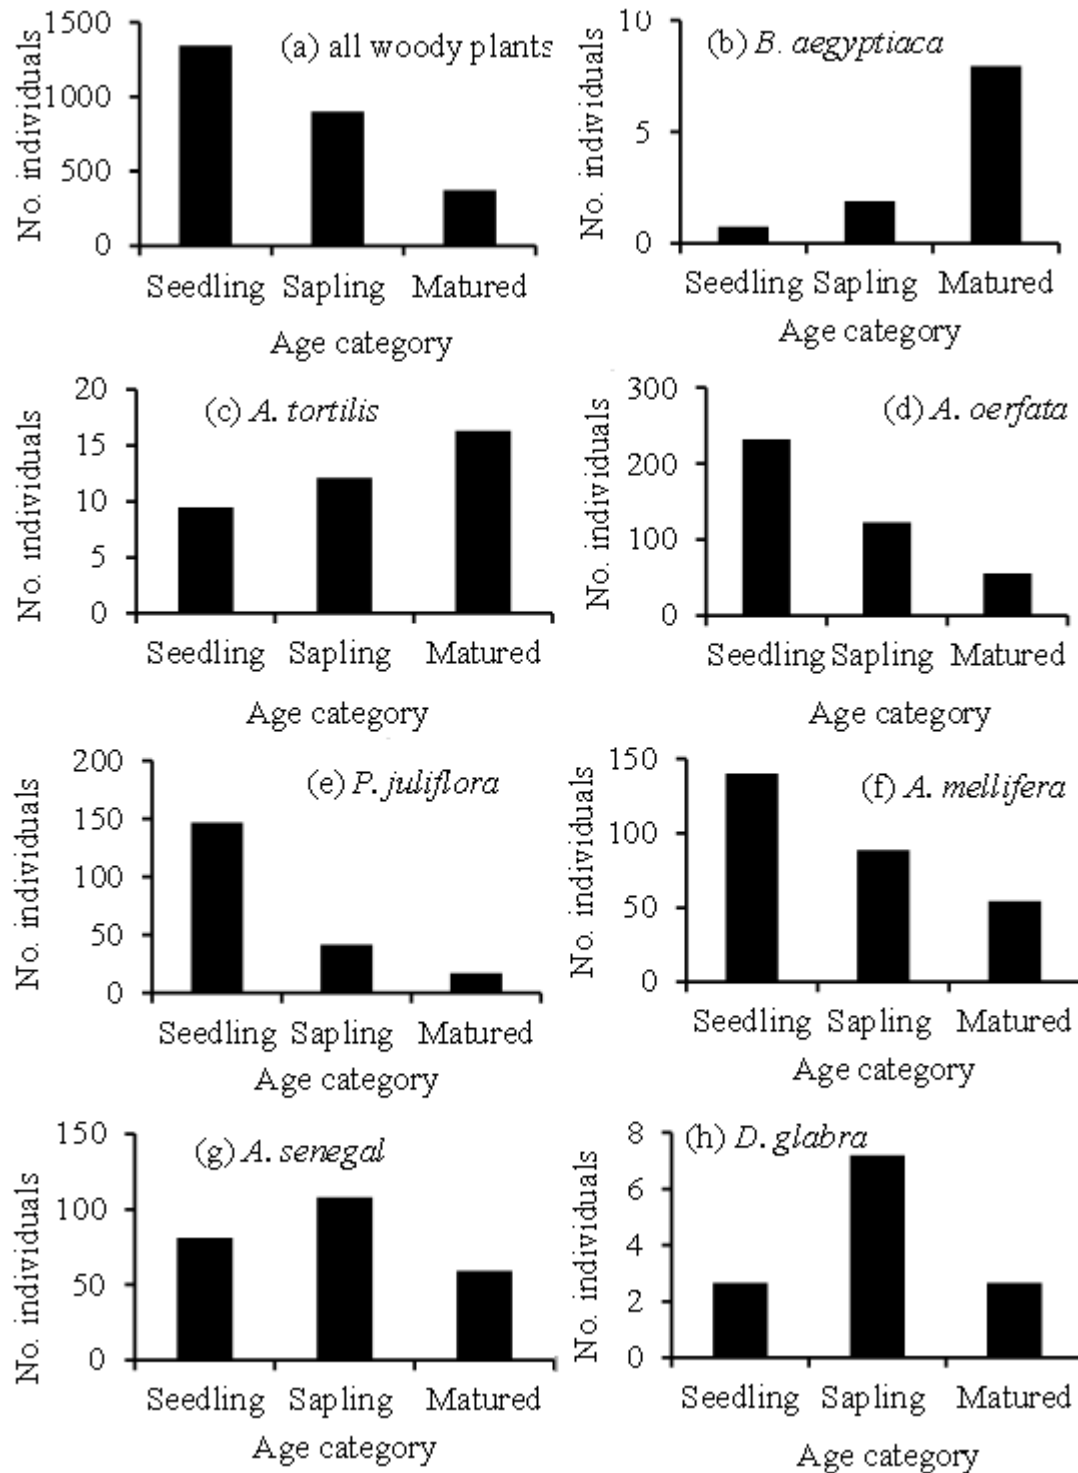 (a) all woody plants
No. individuals
1500
1000
500
0
Seedling Sapling Matured
Age category
(b) B. aegyptiaca
No. individuals
10
5
0
Seedling Sapling Matured
Age category
(c) A. tortilis
No. individuals
20
15
10
5
0
Seedling Sapling Matured
Age category
(d) A. oerfata
No. individuals
300
200
100
0
Seedling Sapling Matured
Age category
(e) P. juliflora
No. individuals
200
150
100
50
0
Seedling Sapling Matured
Age category
(f) A. mellifera
No. individuals
150
100
50
0
Seedling Sapling Matured
Age category
(g) A. senegal
No. individuals
150
100
50
0
Seedling Sapling Matured
Age category
(h) D. glabra
No. individuals
8
6
4
2
0
Seedling Sapling Matured
Age category